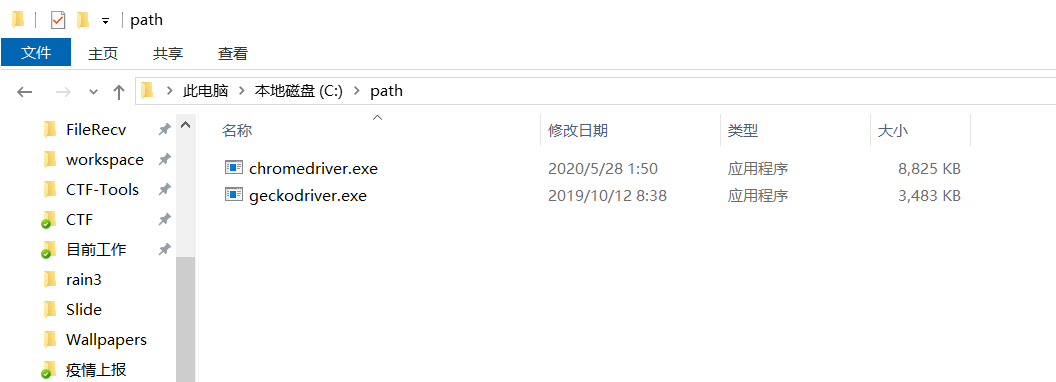 path
文件 主页 共享 查看
此电脑 本地磁盘 (C:) path
名称 修改日期 类型 大小
FileRecv
workspace
CTF-Tools
CTF
目前工作
rain3
Slide
Wallpapers
疫情上报
chromedriver.exe 2020/5/28 1:50 应用程序 8,825 KB
geckodriver.exe 2019/10/12 8:38 应用程序 3,483 KB